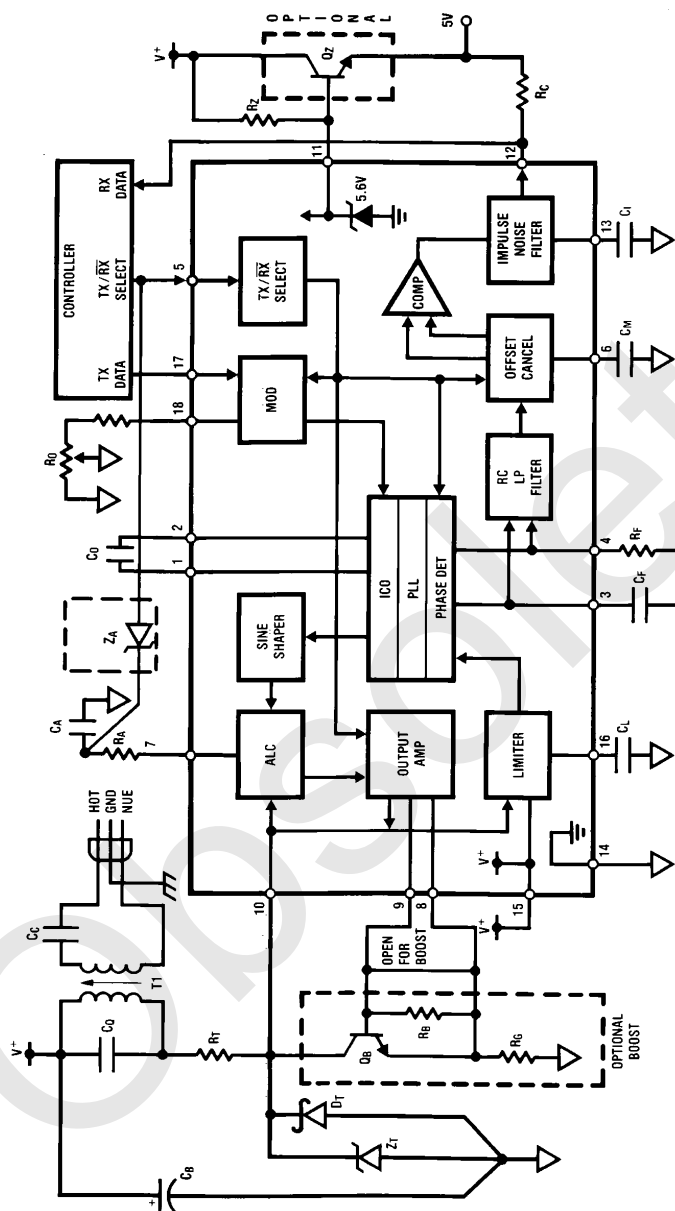 CONTROLLER
TX
DATA
TX/RX
SELECT
RX
DATA
V+
OPTIONAL
QZ
RZ
5V
RC
HOT
GND
NUE
CC
T1
V+
CQ
RT
CB
+
DT
ZT
CA
RA
ZA
CO
RO
7
1
2
18
17
5
11
12
10
ALC
SINE
SHAPER
MOD
TX/RX
SELECT
5.6V
OUTPUT
AMP
ICO
PLL
PHASE DET
COMP
9
8
OPEN
FOR
BOOST
QB
RB
RG
OPTIONAL
BOOST
LIMITER
RC
LP
FILTER
OFFSET
CANCEL
IMPULSE
NOISE
FILTER
V+
V+
15
14
16
3
4
6
13
CL
CF
RF
CM
CI
Obsolete